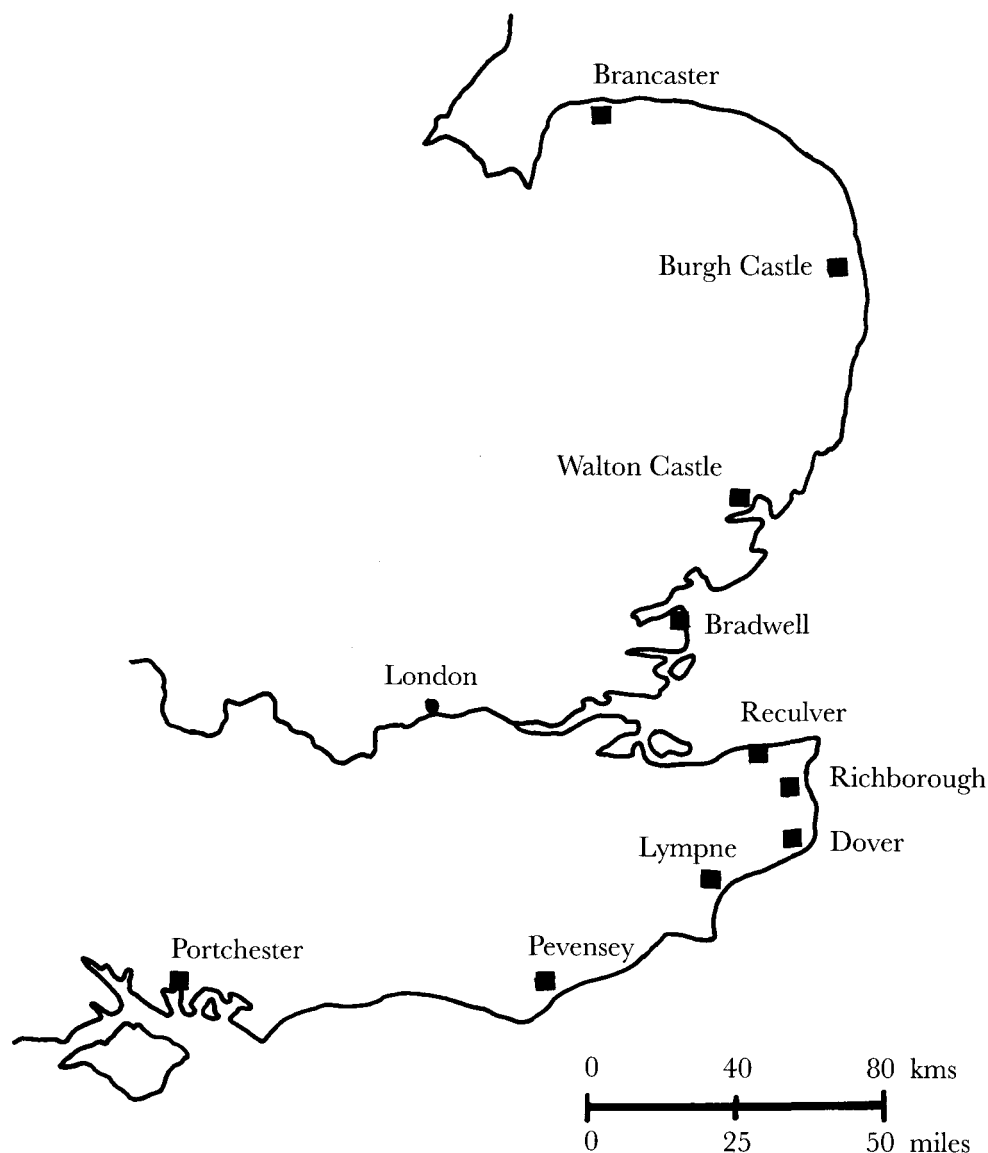 Brancaster
Burgh Castle
Walton Castle
Bradwell
London
Reculver
Richborough
Dover
Lympne
Portchester
Pevensey
0 40 80 kms
0 25 50 miles